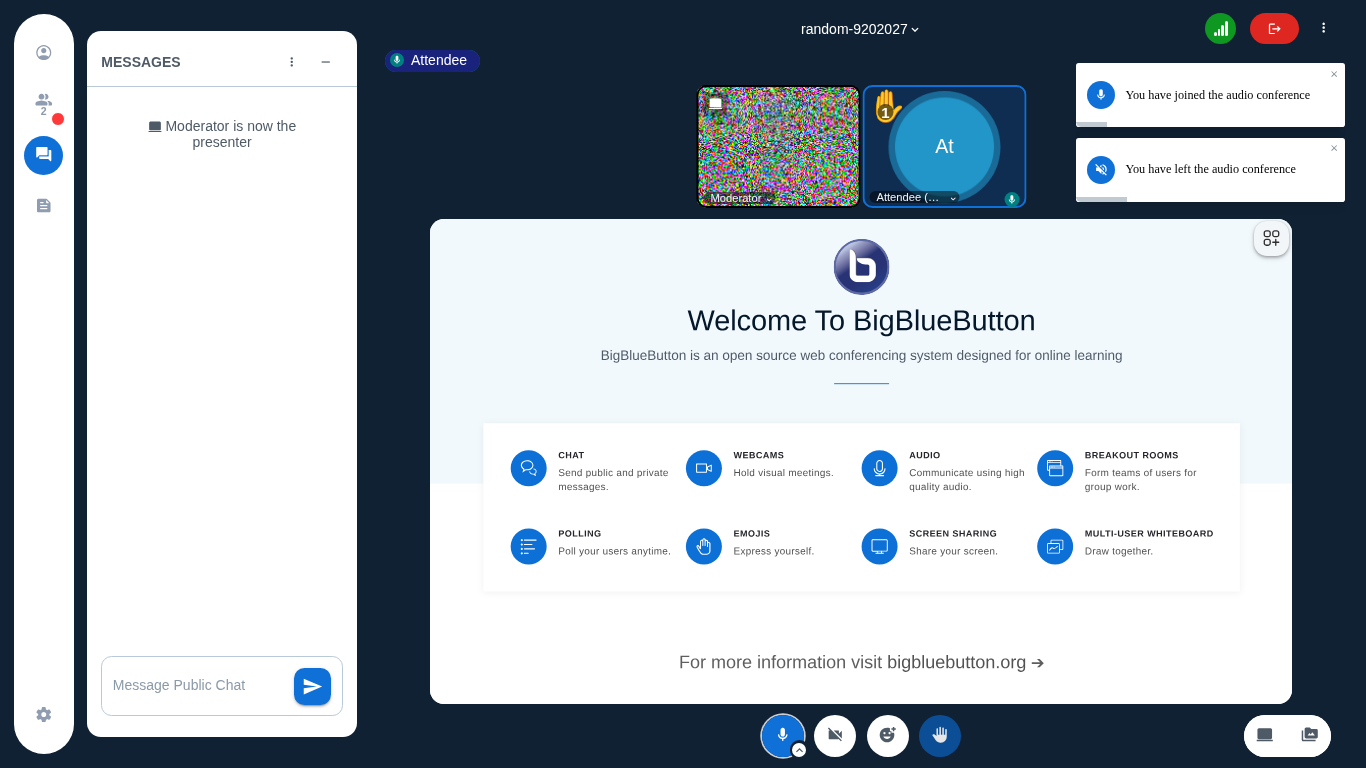 random-9202027
Attendee
MESSAGES
2
Moderator is now the
presenter
1
At
Moderator
Attendee (...
You have joined the audio conference
You have left the audio conference
Welcome To BigBlueButton
BigBlueButton is an open source web conferencing system designed for online learning
CHAT
Send public and private
messages.
WEBCAMS
Hold visual meetings.
AUDIO
Communicate using high
quality audio.
BREAKOUT ROOMS
Form teams of users for
group work.
POLLING
Poll your users anytime.
EMOJIS
Express yourself.
SCREEN SHARING
Share your screen.
MULTI-USER WHITEBOARD
Draw together.
For more information visit bigbluebutton.org ➔
Message Public Chat